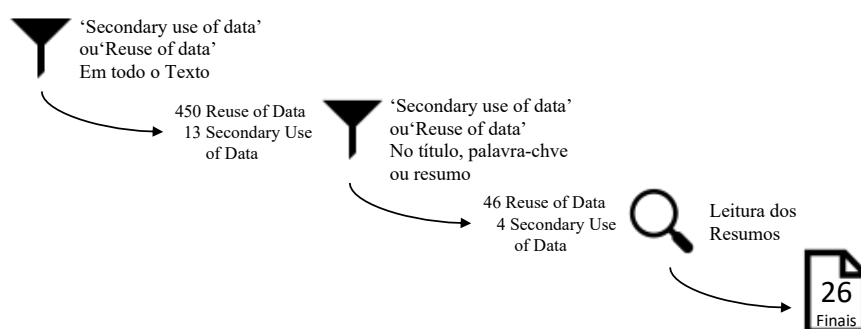 ‘Secondary use of data’
ou‘Reuse of data’
Em todo o Texto
450 Reuse of Data
13 Secondary Use
of Data
‘Secondary use of data’
ou‘Reuse of data’
No título, palavra-chve
ou resumo
46 Reuse of Data
4 Secondary Use
of Data
Leitura dos
Resumos
26
Finais